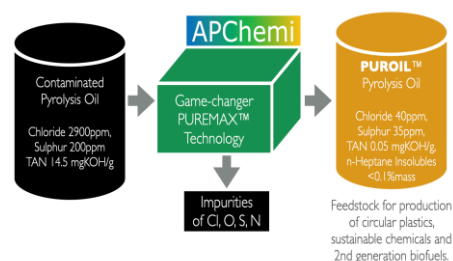 APChemi
Contaminated
Pyrolysis Oil
Chloride 2900ppm,
Sulphur 200ppm
TAN 14.5 mgKOH/g
Game-changer
PUREMAX™
Technology
Impurities
of Cl, O, S, N
PUROIL™
Pyrolysis Oil
Chloride 40ppm,
Sulphur 35ppm,
TAN 0.05 mgKOH/g,
n-Heptane Insolubles
<0.1%mass
Feedstock for production
of circular plastics,
sustainable chemicals and
2nd generation biofuels.